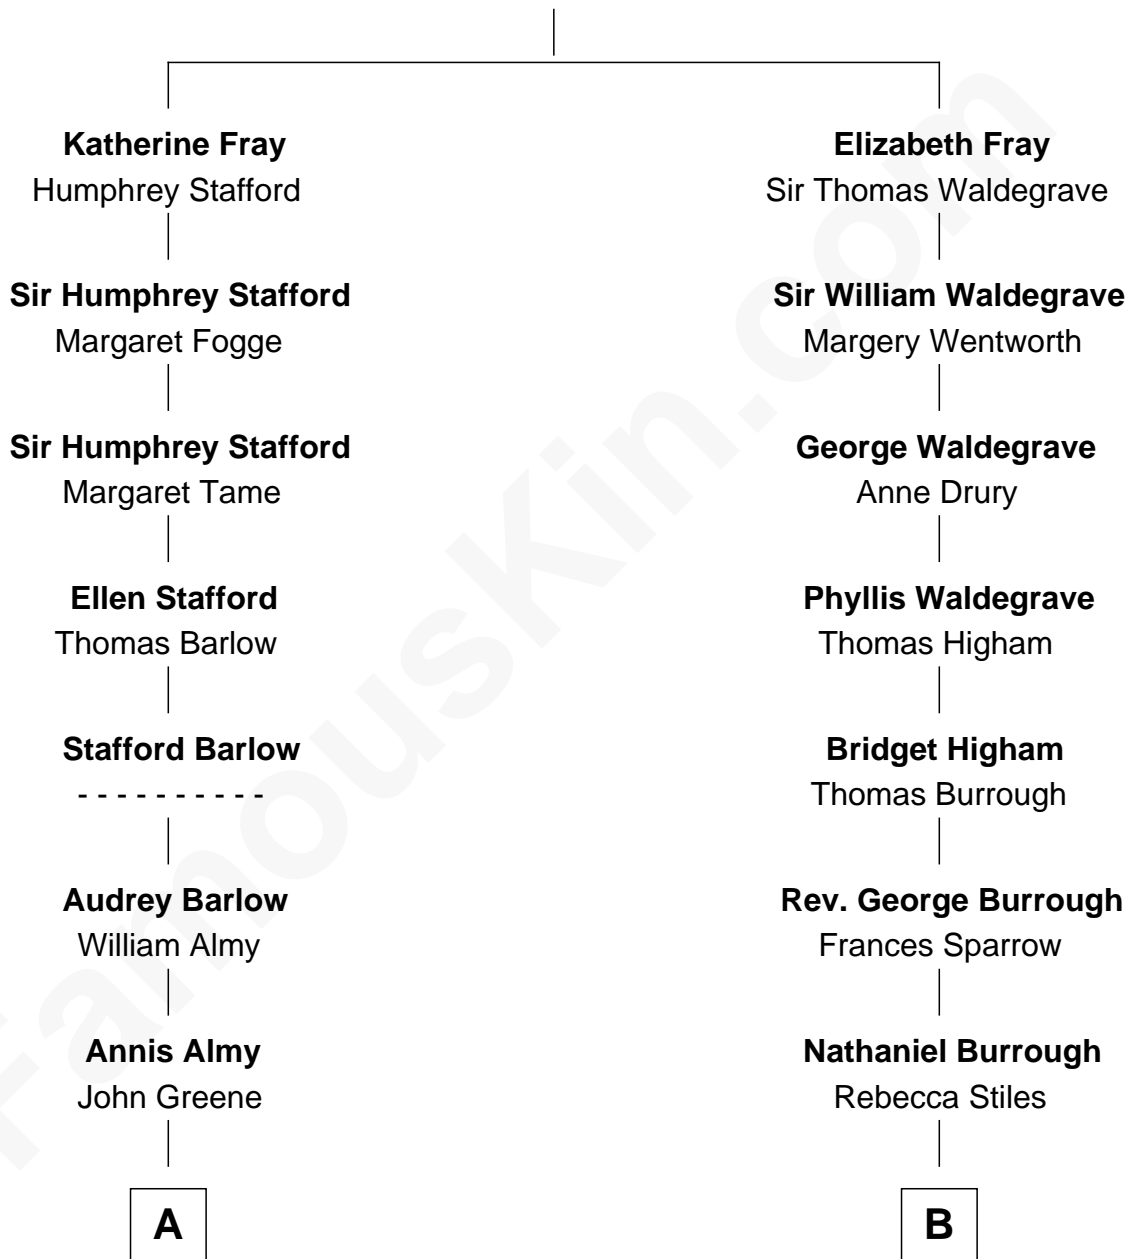 Katherine Fray
Humphrey Stafford
Elizabeth Fray
Sir Thomas Waldegrave
Sir Humphrey Stafford
Margaret Fogge
Sir William Waldegrave
Margery Wentworth
Sir Humphrey Stafford
Margaret Tame
George Waldegrave
Anne Drury
Ellen Stafford
Thomas Barlow
Phyllis Waldegrave
Thomas Higham
Stafford Barlow
- - - - - - - - - -
Bridget Higham
Thomas Burrough
Audrey Barlow
William Almy
Rev. George Burrough
Frances Sparrow
Annis Almy
John Greene
Nathaniel Burrough
Rebecca Stiles
A
B
FamousKin.com